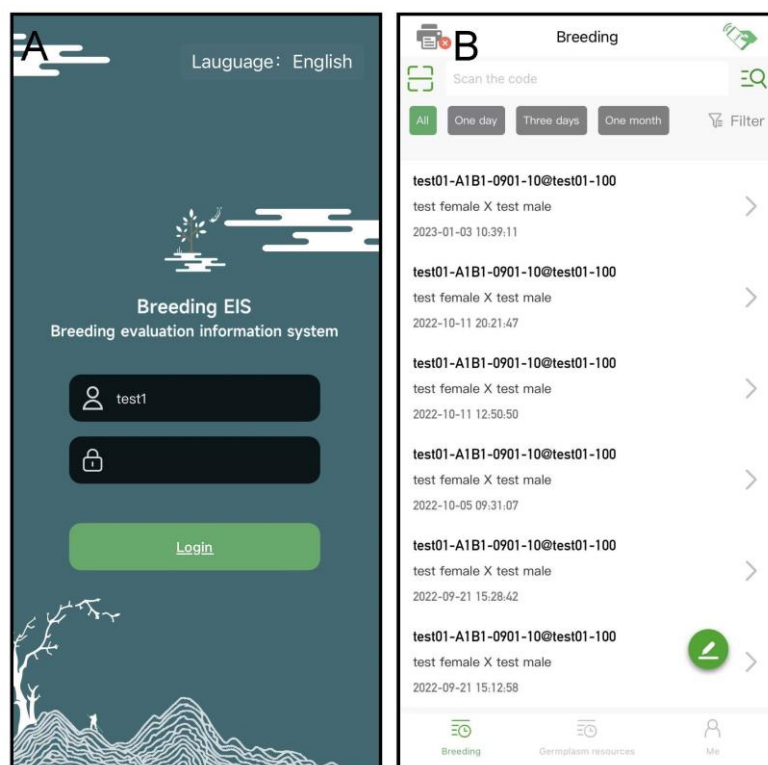 A
Lauguage: English
Breeding EIS
Breeding evaluation information system
test1
Login
B
Breeding
Scan the code
All
One day
Three days
One month
Filter
test01-A1B1-0901-10@test01-100
test female X test male
2023-01-03 10:39:11
test01-A1B1-0901-10@test01-100
test female X test male
2022-10-11 20:21:47
test01-A1B1-0901-10@test01-100
test female X test male
2022-10-11 12:50:50
test01-A1B1-0901-10@test01-100
test female X test male
2022-10-05 09:31:07
test01-A1B1-0901-10@test01-100
test female X test male
2022-09-21 15:28:42
test01-A1B1-0901-10@test01-100
test female X test male
2022-09-21 15:12:58
Breeding
Germplasm resources
Me